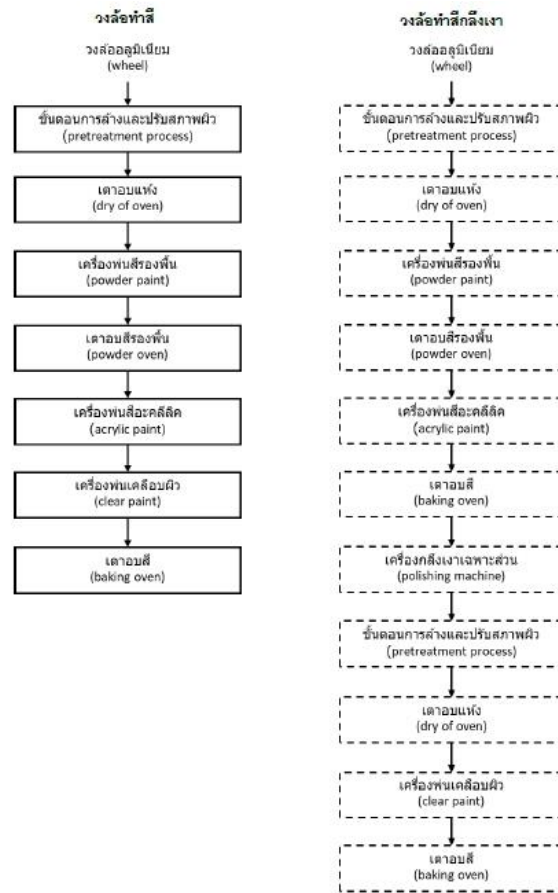 วงล้อทำสี
วงล้ออลูมิเนียม
(wheel)
ขั้นตอนการล้างและปรับสภาพผิว
(pretreatment process)
เตาอบแห้ง
(dry of oven)
เครื่องพ่นสีรองพื้น
(powder paint)
เตาอบสีรองพื้น
(powder oven)
เครื่องพ่นสีอะคลีลิค
(acrylic paint)
เครื่องพ่นเคลือบผิว
(clear paint)
เตาอบสี
(baking oven)
วงล้อทำสีกลึงเงา
วงล้ออลูมิเนียม
(wheel)
ขั้นตอนการล้างและปรับสภาพผิว
(pretreatment process)
เตาอบแห้ง
(dry of oven)
เครื่องพ่นสีรองพื้น
(powder paint)
เตาอบสีรองพื้น
(powder oven)
เครื่องพ่นสีอะคลีลิค
(acrylic paint)
เตาอบสี
(baking oven)
เครื่องกลึงเงาเฉพาะส่วน
(polishing machine)
ขั้นตอนการล้างและปรับสภาพผิว
(pretreatment process)
เตาอบแห้ง
(dry of oven)
เครื่องพ่นเคลือบผิว
(clear paint)
เตาอบสี
(baking oven)